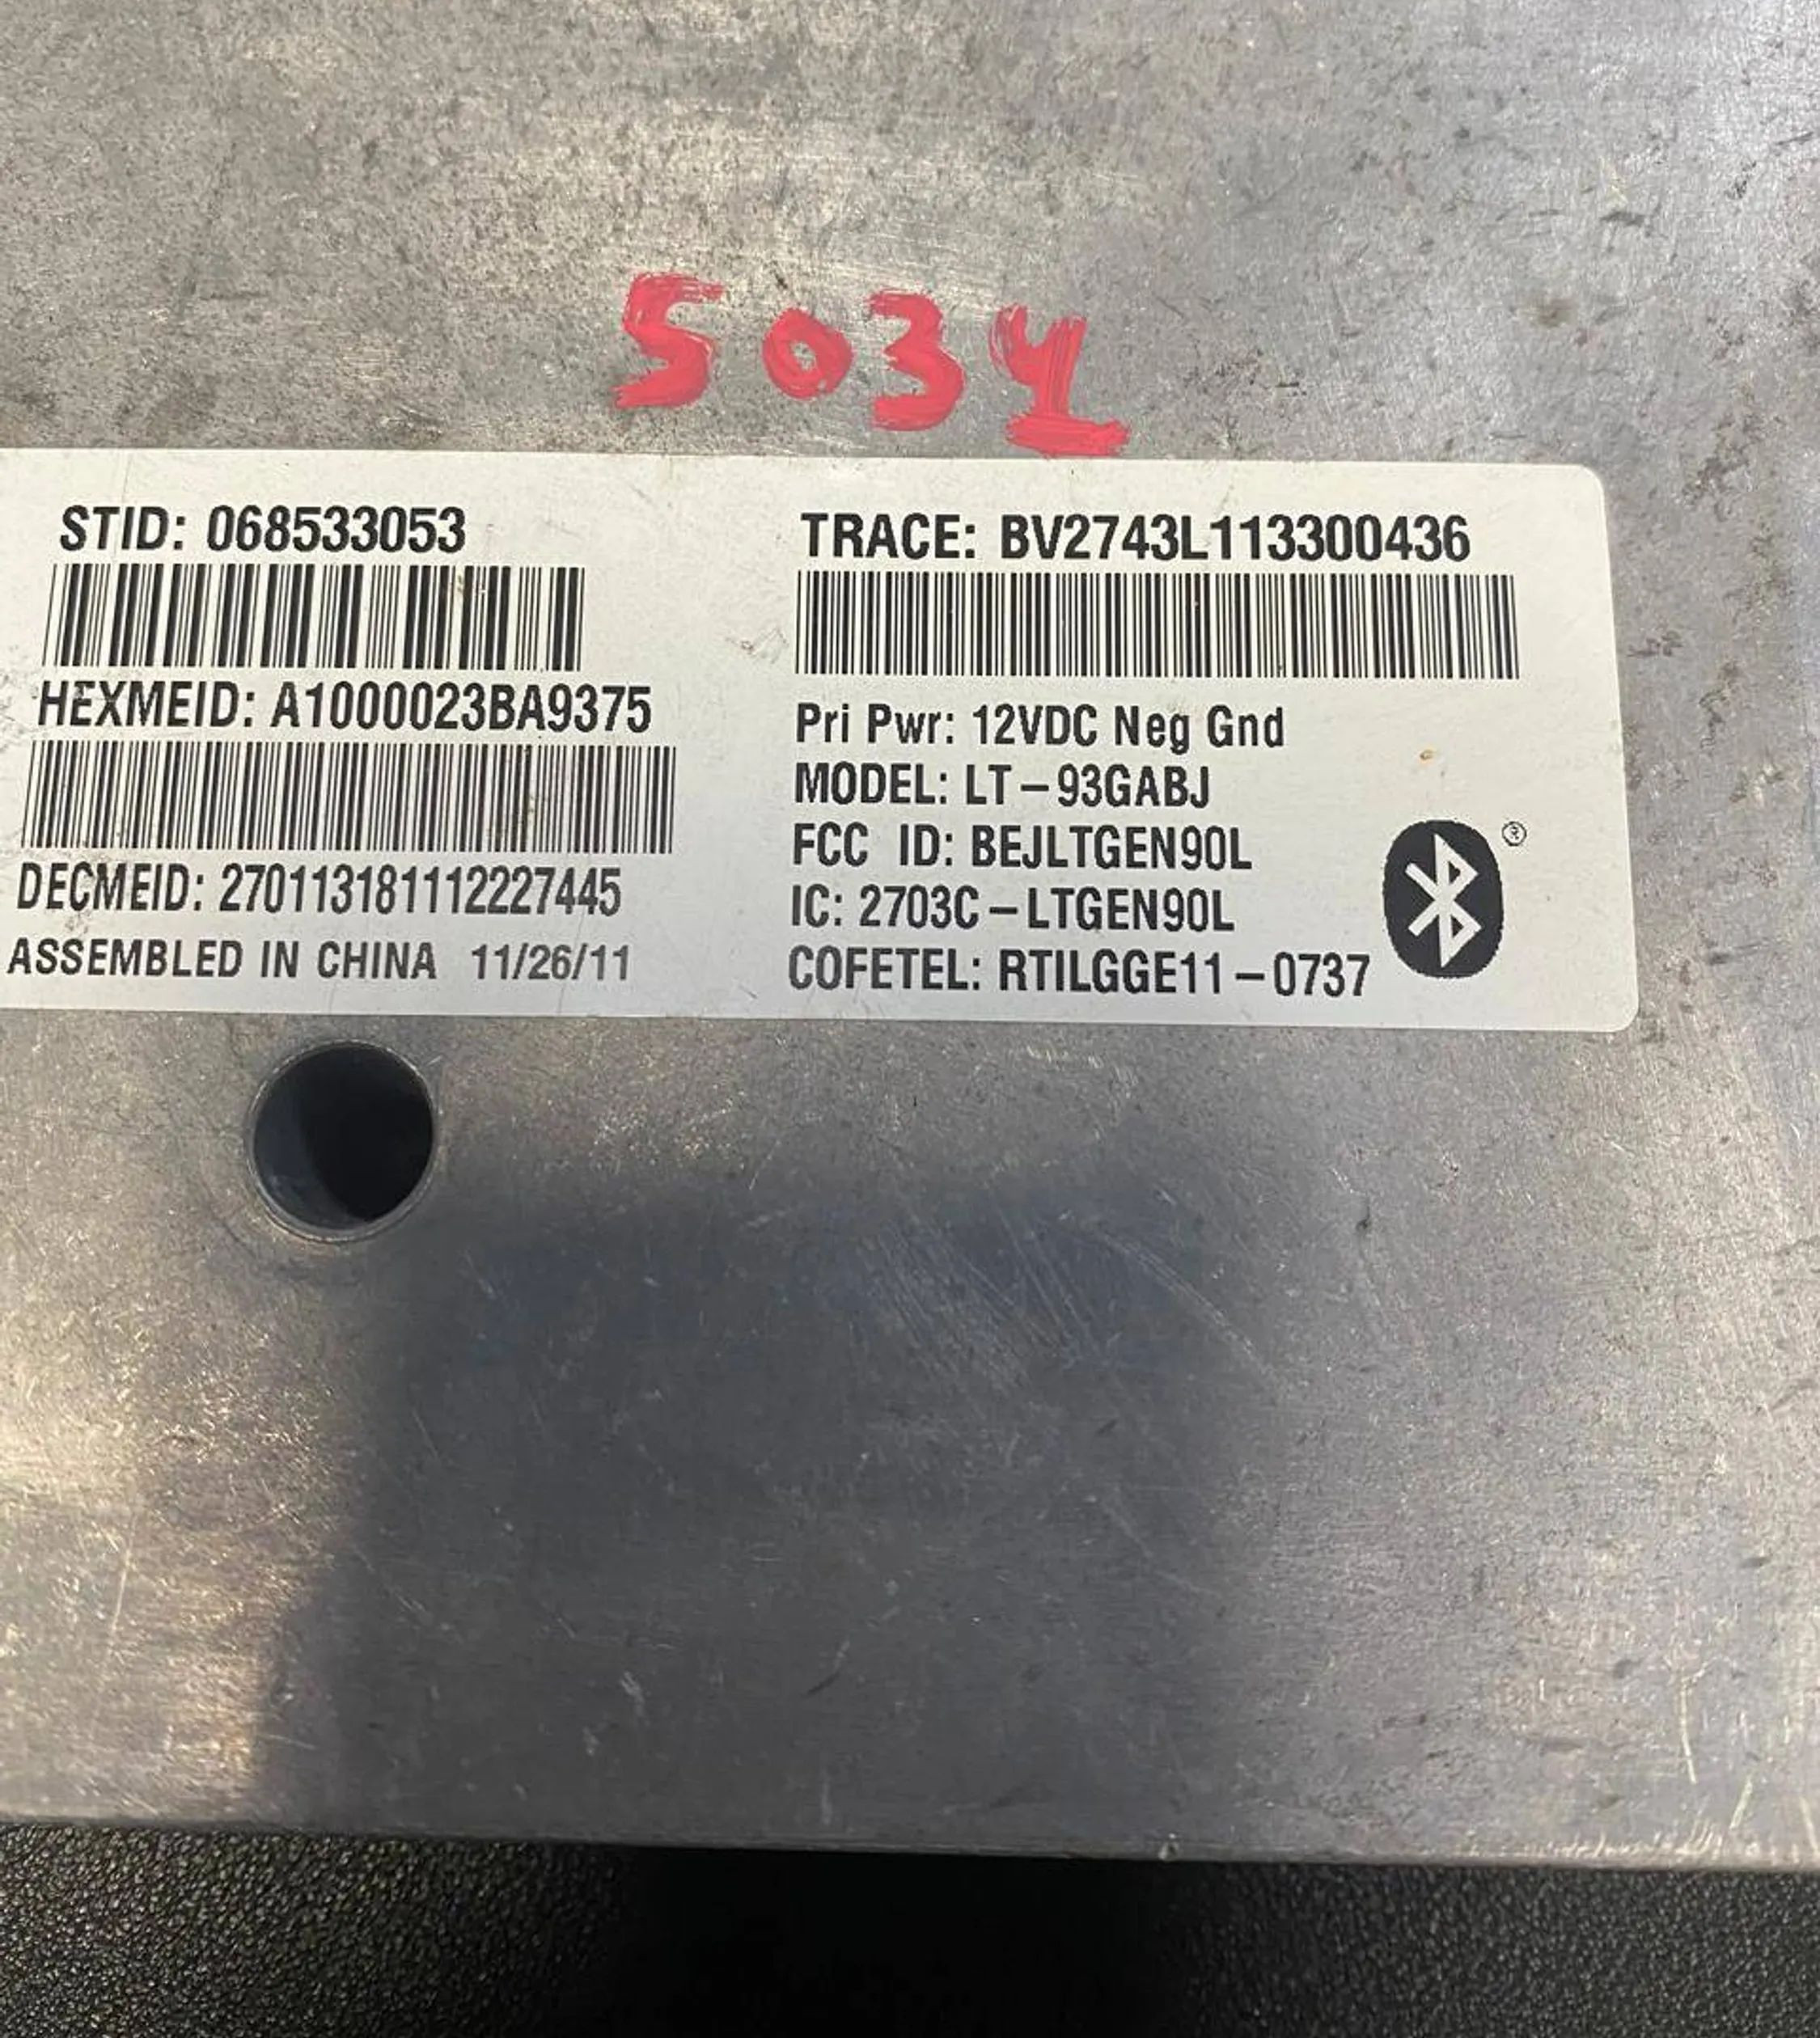 5034
STID: 068533053
HEXMEID: A1000023BA9375
DECMEID: 270113181112227445
ASSEMBLED IN CHINA 11/26/11
TRACE: BV2743L113300436
Pri Pwr: 12VDC Neg Gnd
MODEL: LT-93GABJ
FCC ID: BEJLTGEN90L
IC: 2703C-LTGEN90L
COFETEL: RTILGGE11-0737
®